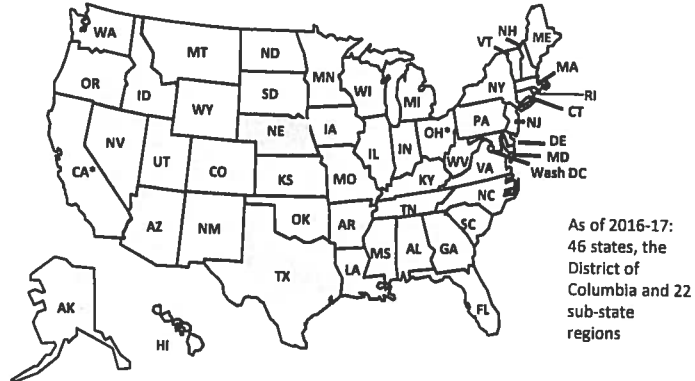 WA
MT
ND
MN
OR
ID
WY
SD
WI
MI
NH
VT
ME
MA
NY
RI
CT
NV
UT
CO
NE
IA
IL
IN
OH*
PA
NJ
DE
MD
Wash DC
CA*
KS
MO
KY
WV
VA
NC
AZ
NM
OK
AR
TN
SC
TX
LA
MS
AL
GA
FL
AK
HI
As of 2016-17:
46 states, the
District of
Columbia and 22
sub-state
regions